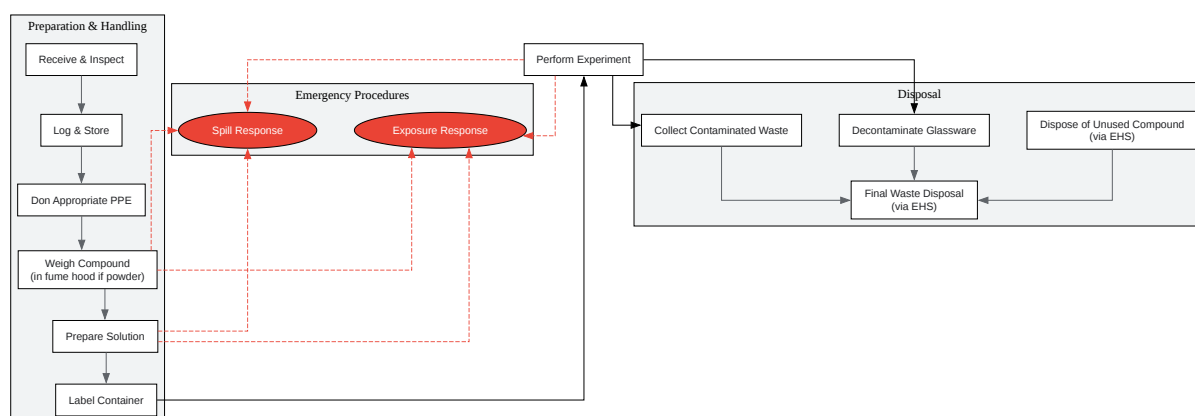 Preparation & Handling
Receive & Inspect
Log & Store
Don Appropriate PPE
Weigh Compound
(in fume hood if powder)
Prepare Solution
Label Container
Emergency Procedures
Spill Response
Exposure Response
Perform Experiment
Disposal
Collect Contaminated Waste
Decontaminate Glassware
Dispose of Unused Compound
(via EHS)
Final Waste Disposal
(via EHS)